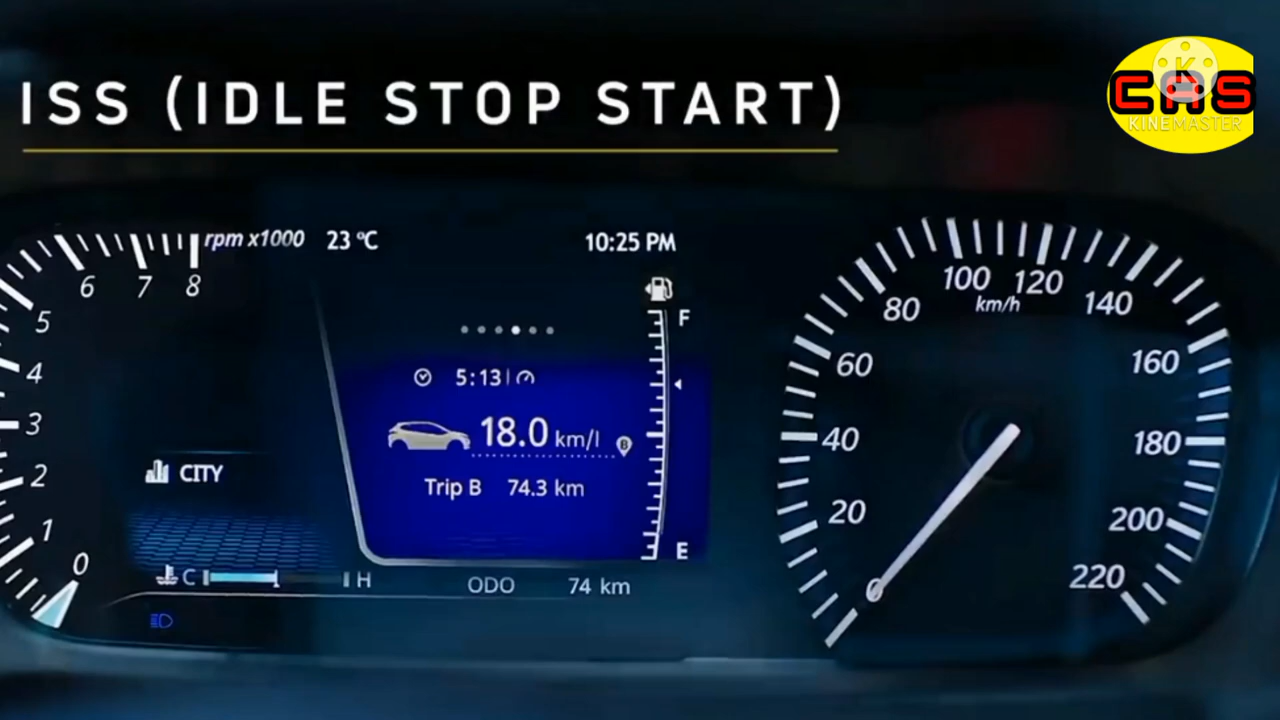 ISS (IDLE STOP START)
K
CAS
KINEMASTER
rpm x1000 23 °C 10:25 PM
6 7 8
5
4
3
2
1
0
F
5:13
18.0 km/l
B
Trip B 74.3 km
E
CITY
C H
ODO 74 km
0 20 40 60 80 100 120 140 160 180 200 220
km/h